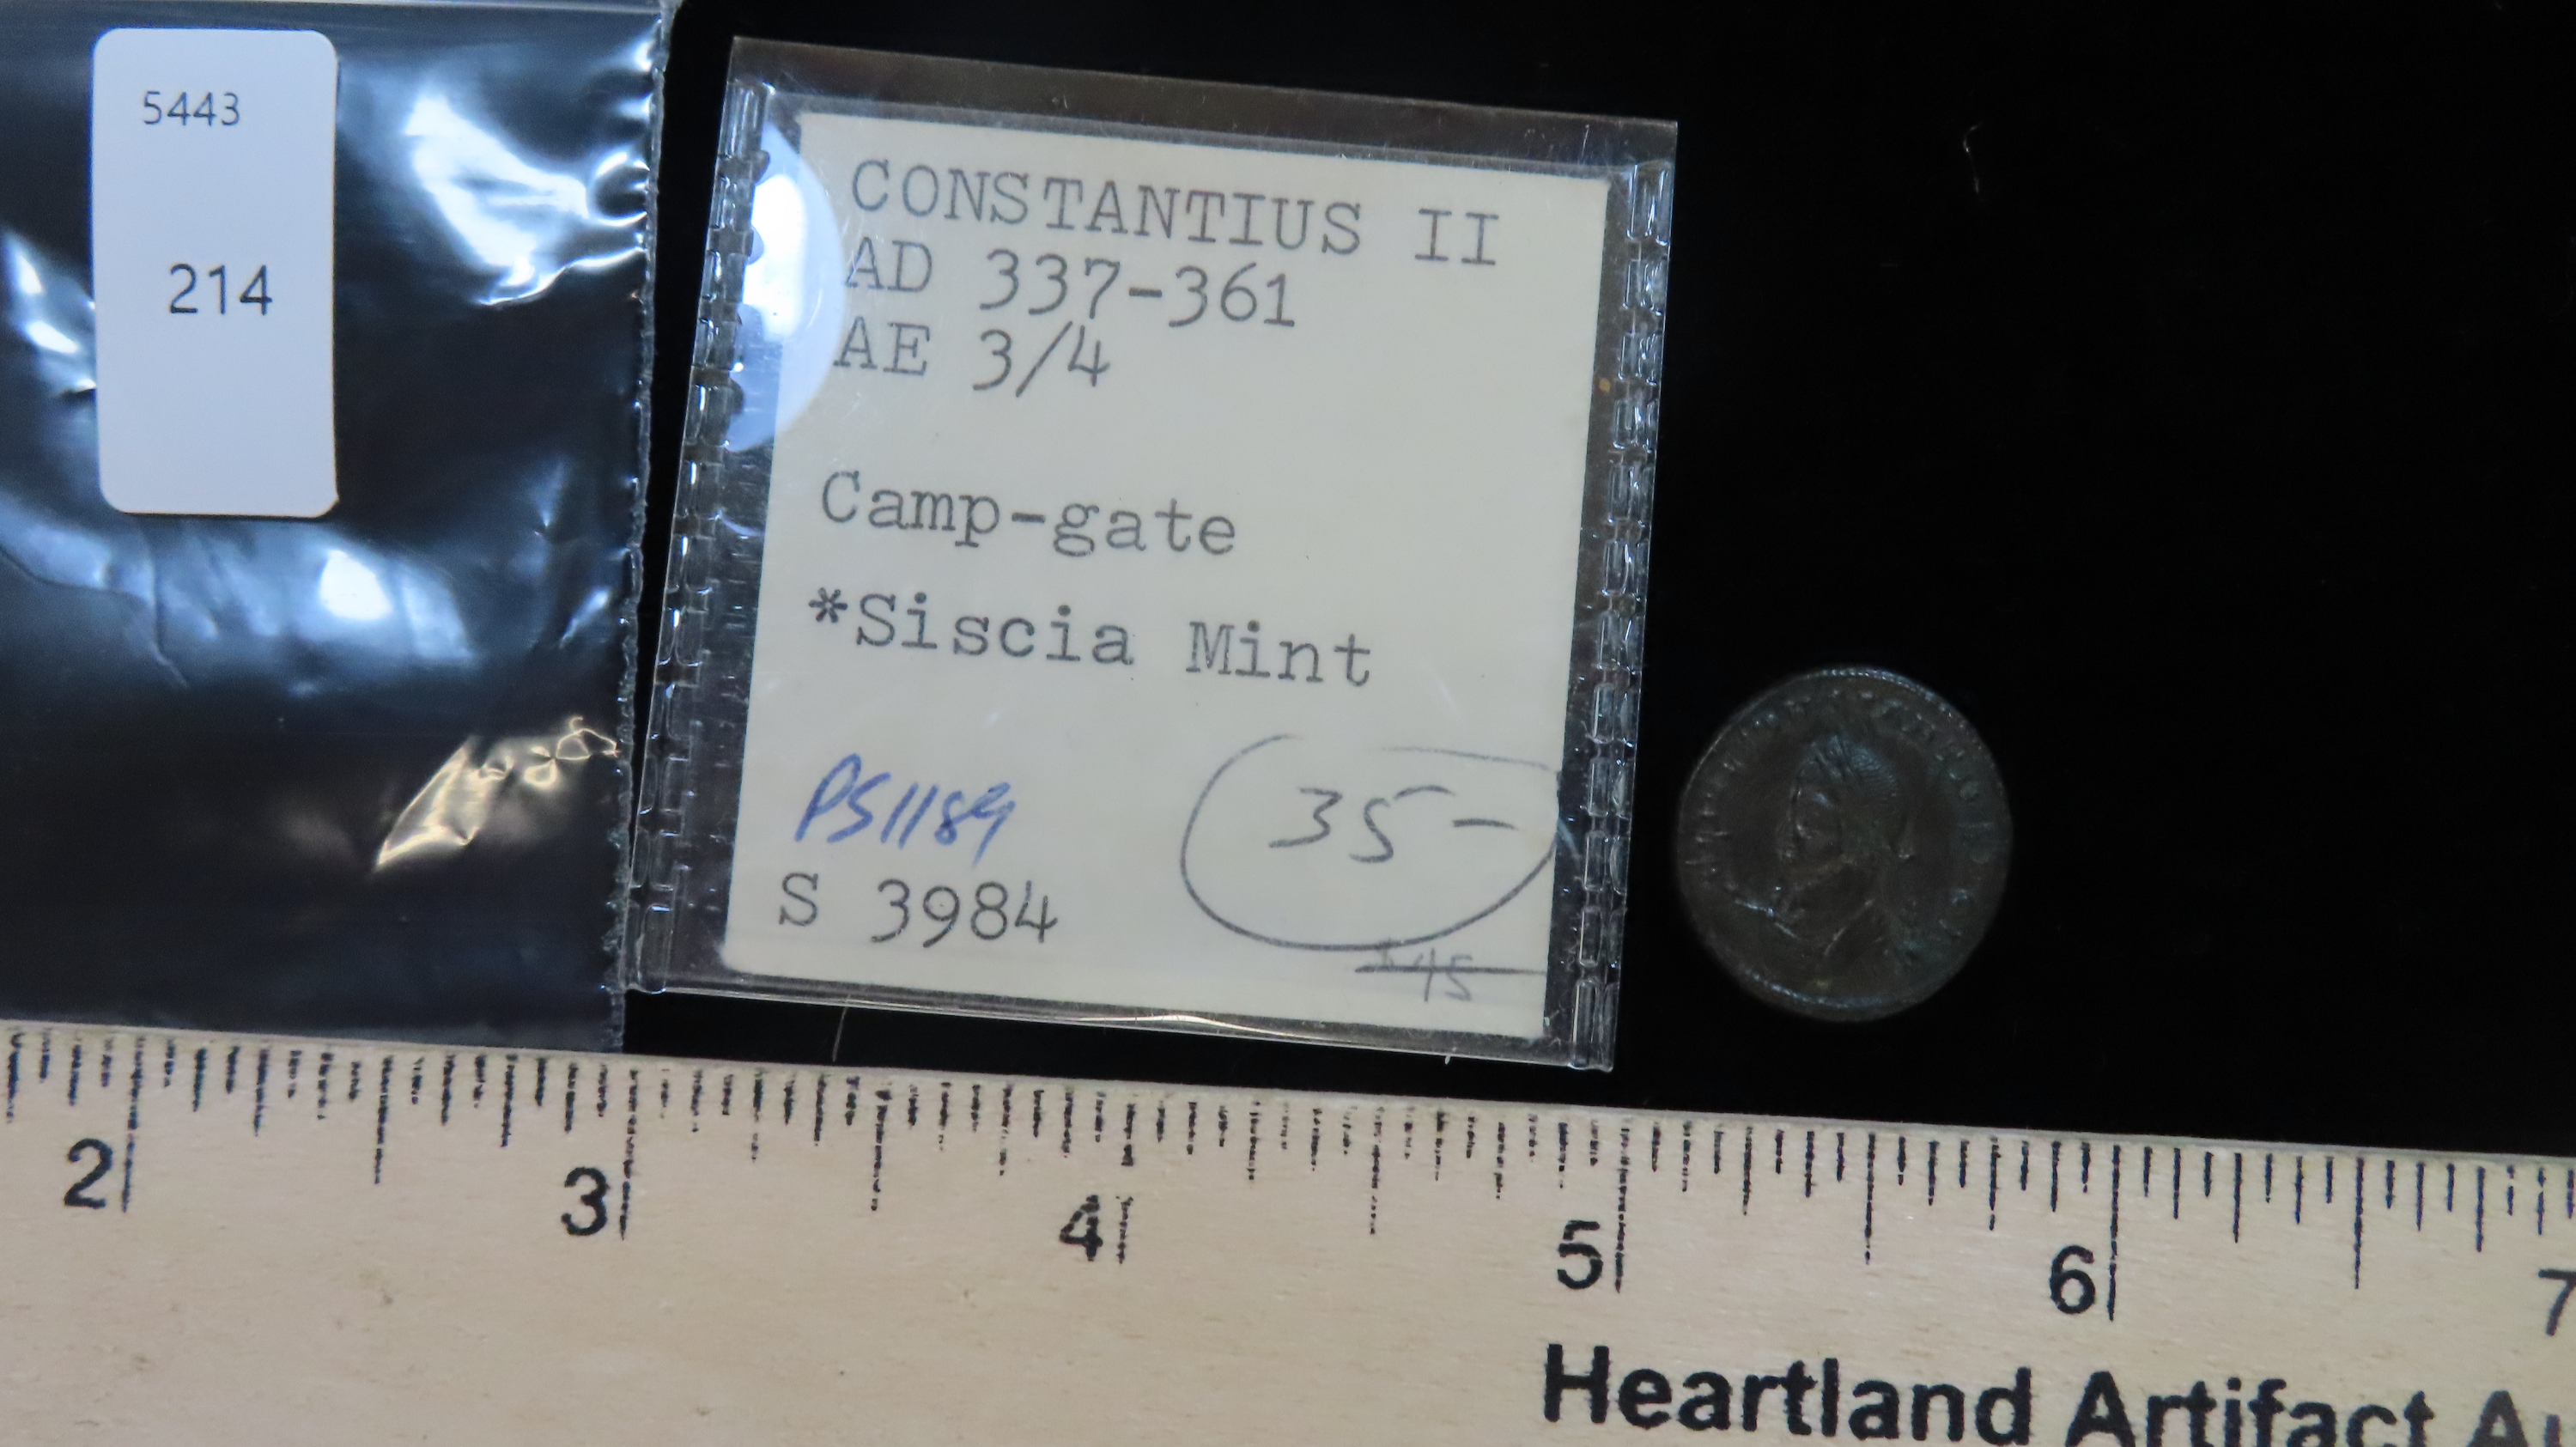 5443
214
CONSTANTIUS II
AD 337-361
AE 3/4
Camp-gate
*Siscia Mint
PS1189
35-
S 3984
$45
2 3 4 5 6 7
Heartland Artifact